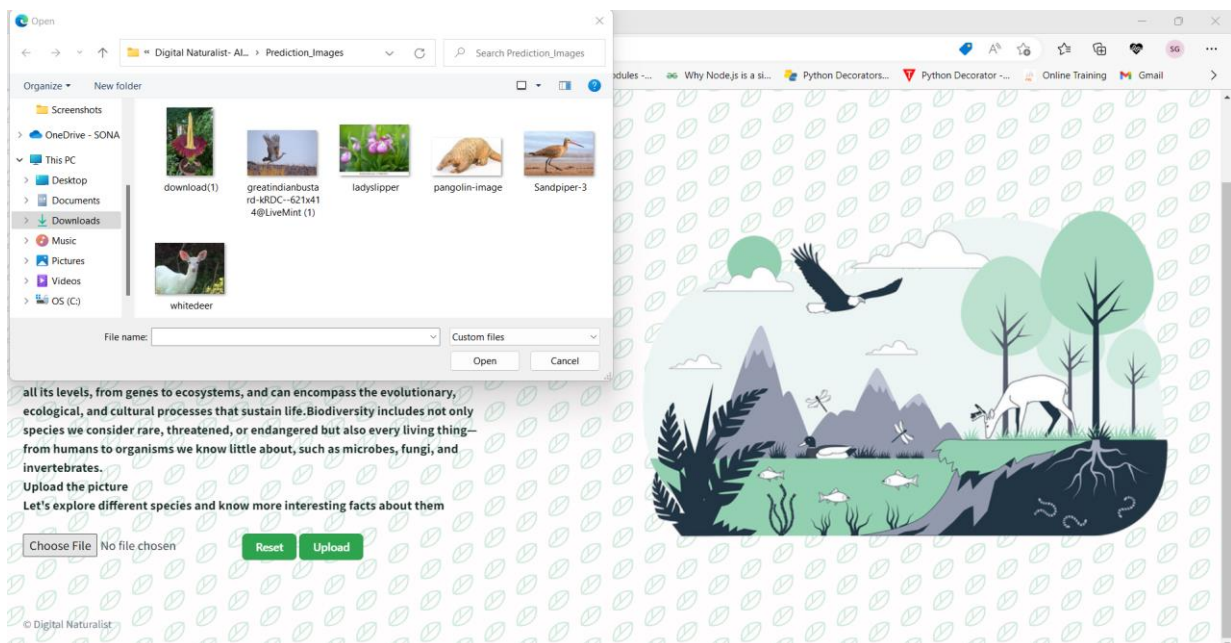 Open
Digital Naturalist- AI... > Prediction_Images
Search Prediction_Images
Organize
New folder
Screenshots
OneDrive - SONA
This PC
Desktop
Documents
Downloads
Music
Pictures
Videos
OS (C:)
download(1)
greatindianbusta
rd-kRDC--621x41
4@LiveMint (1)
ladyslipper
pangolin-image
Sandpiper-3
whitedeer
File name:
Custom files
Open
Cancel
SG
dules -...
Why Node.js is a si...
Python Decorators...
Python Decorator -...
Online Training
Gmail
all its levels, from genes to ecosystems, and can encompass the evolutionary,
ecological, and cultural processes that sustain life.Biodiversity includes not only
species we consider rare, threatened, or endangered but also every living thing—
from humans to organisms we know little about, such as microbes, fungi, and
invertebrates.
Upload the picture
Let's explore different species and know more interesting facts about them
Choose File No file chosen
Reset
Upload
© Digital Naturalist